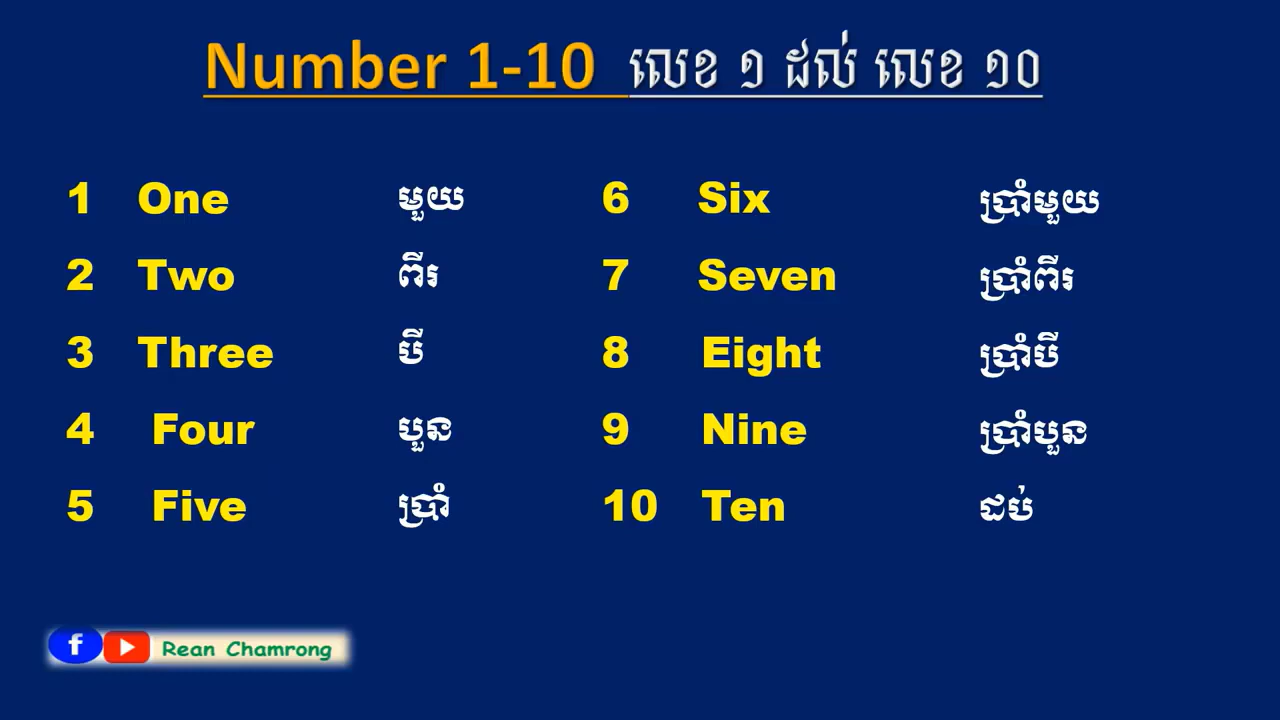 Number 1-10 លេខ ១ ដល់ លេខ ១០
1 One មួយ 6 Six ប្រាំមួយ
2 Two ពីរ 7 Seven ប្រាំពីរ
3 Three បី 8 Eight ប្រាំបី
4 Four បួន 9 Nine ប្រាំបួន
5 Five ប្រាំ 10 Ten ដប់
f Rean Chamrong